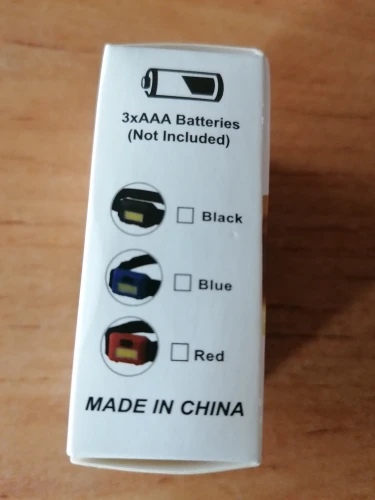 3xAAA Batteries
(Not Included)
Black
Blue
Red
MADE IN CHINA